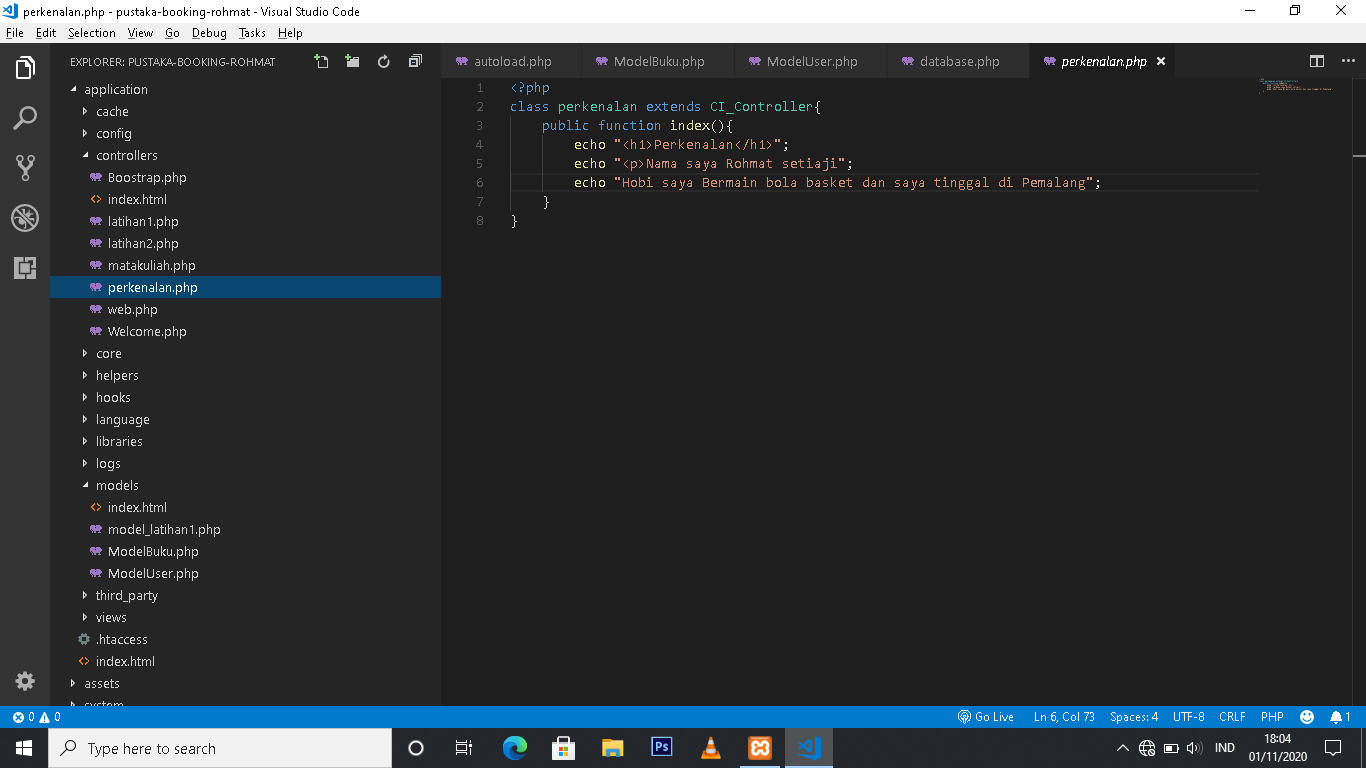 perkenalan.php - pustaka-booking-rohmat - Visual Studio Code
File Edit Selection View Go Debug Tasks Help
EXPLORER: PUSTAKA-BOOKING-ROHMAT
application
cache
config
controllers
Boostrap.php
index.html
latihan1.php
latihan2.php
matakuliah.php
perkenalan.php
web.php
Welcome.php
core
helpers
hooks
language
libraries
logs
models
index.html
model_latihan1.php
ModelBuku.php
ModelUser.php
third_party
views
.htaccess
index.html
assets
system
autoload.php ModelBuku.php ModelUser.php database.php perkenalan.php
1 <?php
2 class perkenalan extends CI_Controller{
3 public function index(){
4 echo "<h1>Perkenalan</h1>";
5 echo "<p>Nama saya Rohmat setiaji";
6 echo "Hobi saya Bermain bola basket dan saya tinggal di Pemalang";
7 }
8 }
0 0 Go Live Ln 6, Col 73 Spaces: 4 UTF-8 CRLF PHP 1
Type here to search
Ps
IND
18:04
01/11/2020